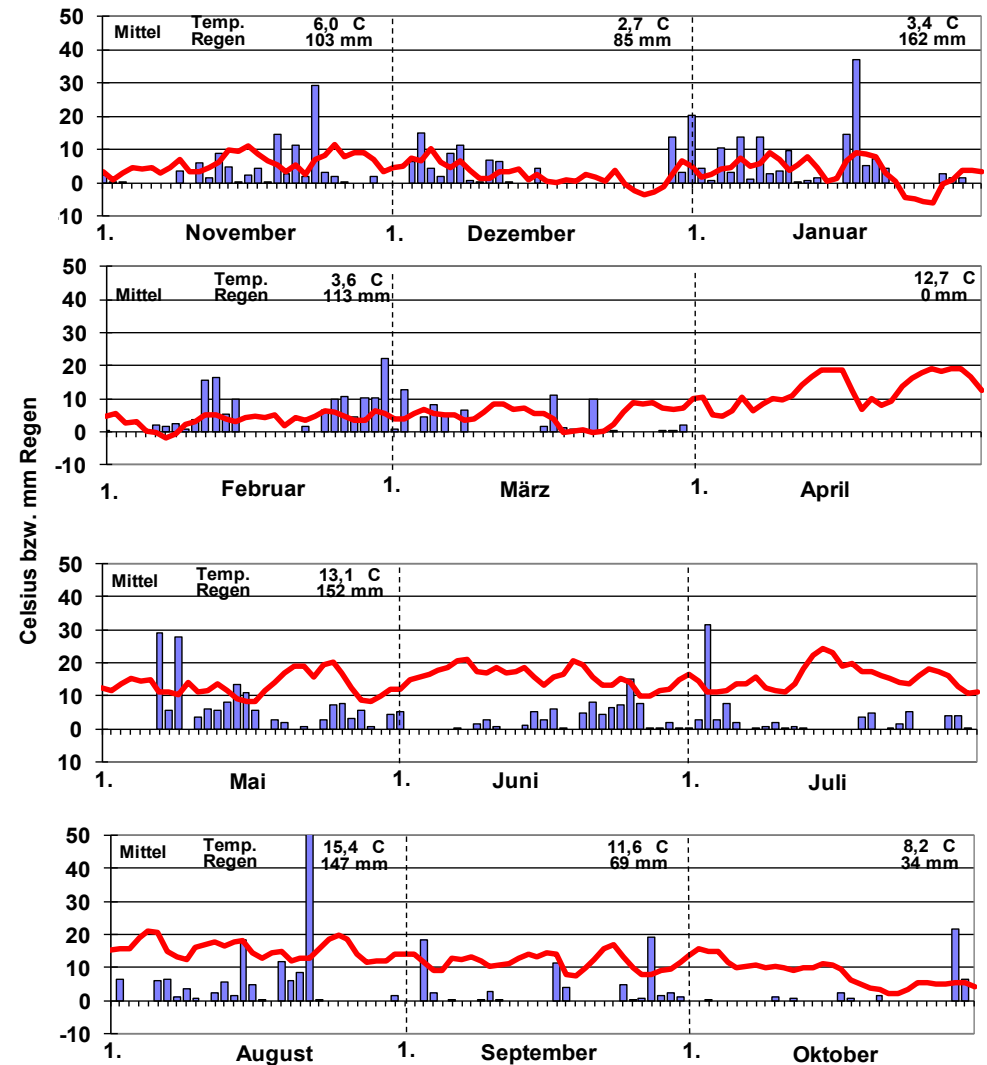 Celsius bzw. mm Regen
50
40
30
20
10
0
10
Mittel Temp. 6,0 C 2,7 C 3,4 C
Regen 103 mm 85 mm 162 mm
1. November 1. Dezember 1. Januar
50
40
30
20
10
0
-10
Mittel Temp. 3,6 C 12,7 C
Regen 113 mm 0 mm
1. Februar 1. März 1. April
50
40
30
20
10
0
10
Mittel Temp. 13,1 C
Regen 152 mm
1. Mai 1. Juni 1. Juli
50
40
30
20
10
0
-10
Mittel Temp. 15,4 C 11,6 C 8,2 C
Regen 147 mm 69 mm 34 mm
1. August 1. September 1. Oktober